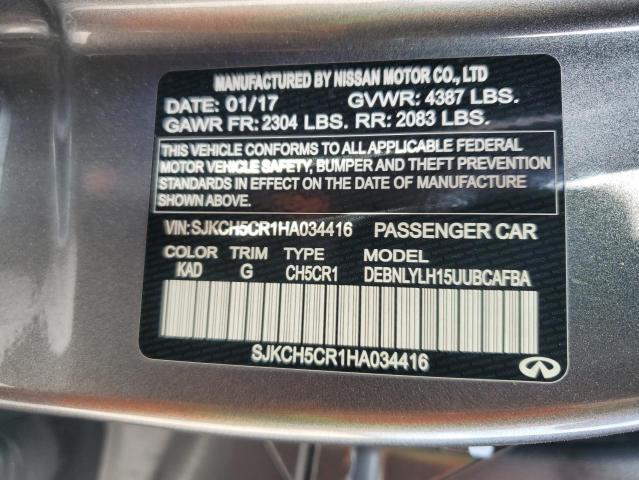 MANUFACTURED BY NISSAN MOTOR CO., LTD
DATE: 01/17 GVWR: 4387 LBS.
GAWR FR: 2304 LBS. RR: 2083 LBS.
THIS VEHICLE CONFORMS TO ALL APPLICABLE FEDERAL
MOTOR VEHICLE SAFETY, BUMPER AND THEFT PREVENTION
STANDARDS IN EFFECT ON THE DATE OF MANUFACTURE
SHOWN ABOVE.
VIN:SJKCH5CR1HA034416 PASSENGER CAR
COLOR TRIM TYPE MODEL
KAD G CH5CR1 DEBNLYLH15UUBCAFBA
SJKCH5CR1HA034416